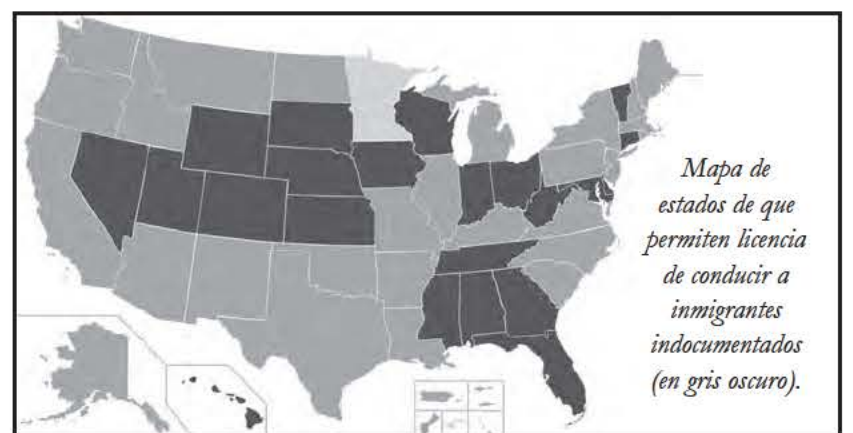 Mapa de
estados de que
permiten licencia
de conducir a
inmigrantes
indocumentados
(en gris oscuro).